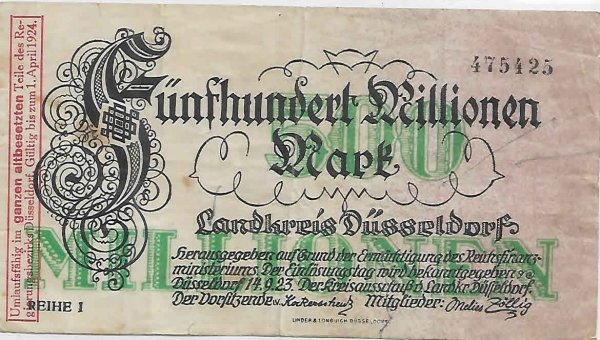 Umlaufsfähig im ganzen altbesetzten Teile des Re-
gierungsbezirks Düsseldorf. Gültig bis zum 1. April 1924.
475425
Fünfhundert Millionen
Mark
500
MILLIONEN
Landkreis Düsseldorf
Herausgegeben auf Grund der Ermächtigung des Reichsfinanz-
ministeriums Der Einlösungstag wird bekanntgegeben
Düsseldorf 14.9.23 Der Kreisausschuß d. Landkr. Düsseldorf
Der Vorsitzende Mitglieder:
REIHE I